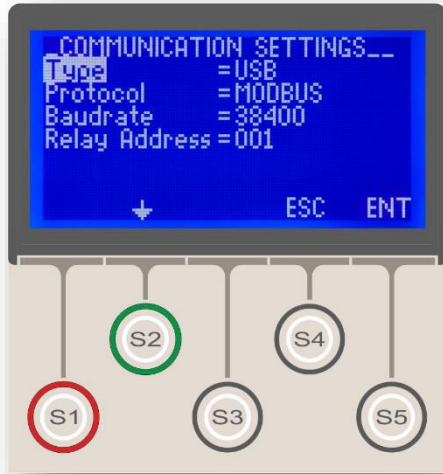 _COMMUNICATION SETTINGS__
Type =USB
Protocol =MODBUS
Baudrate =38400
Relay Address=001
ESC ENT
S2 S4
S1 S3 S5